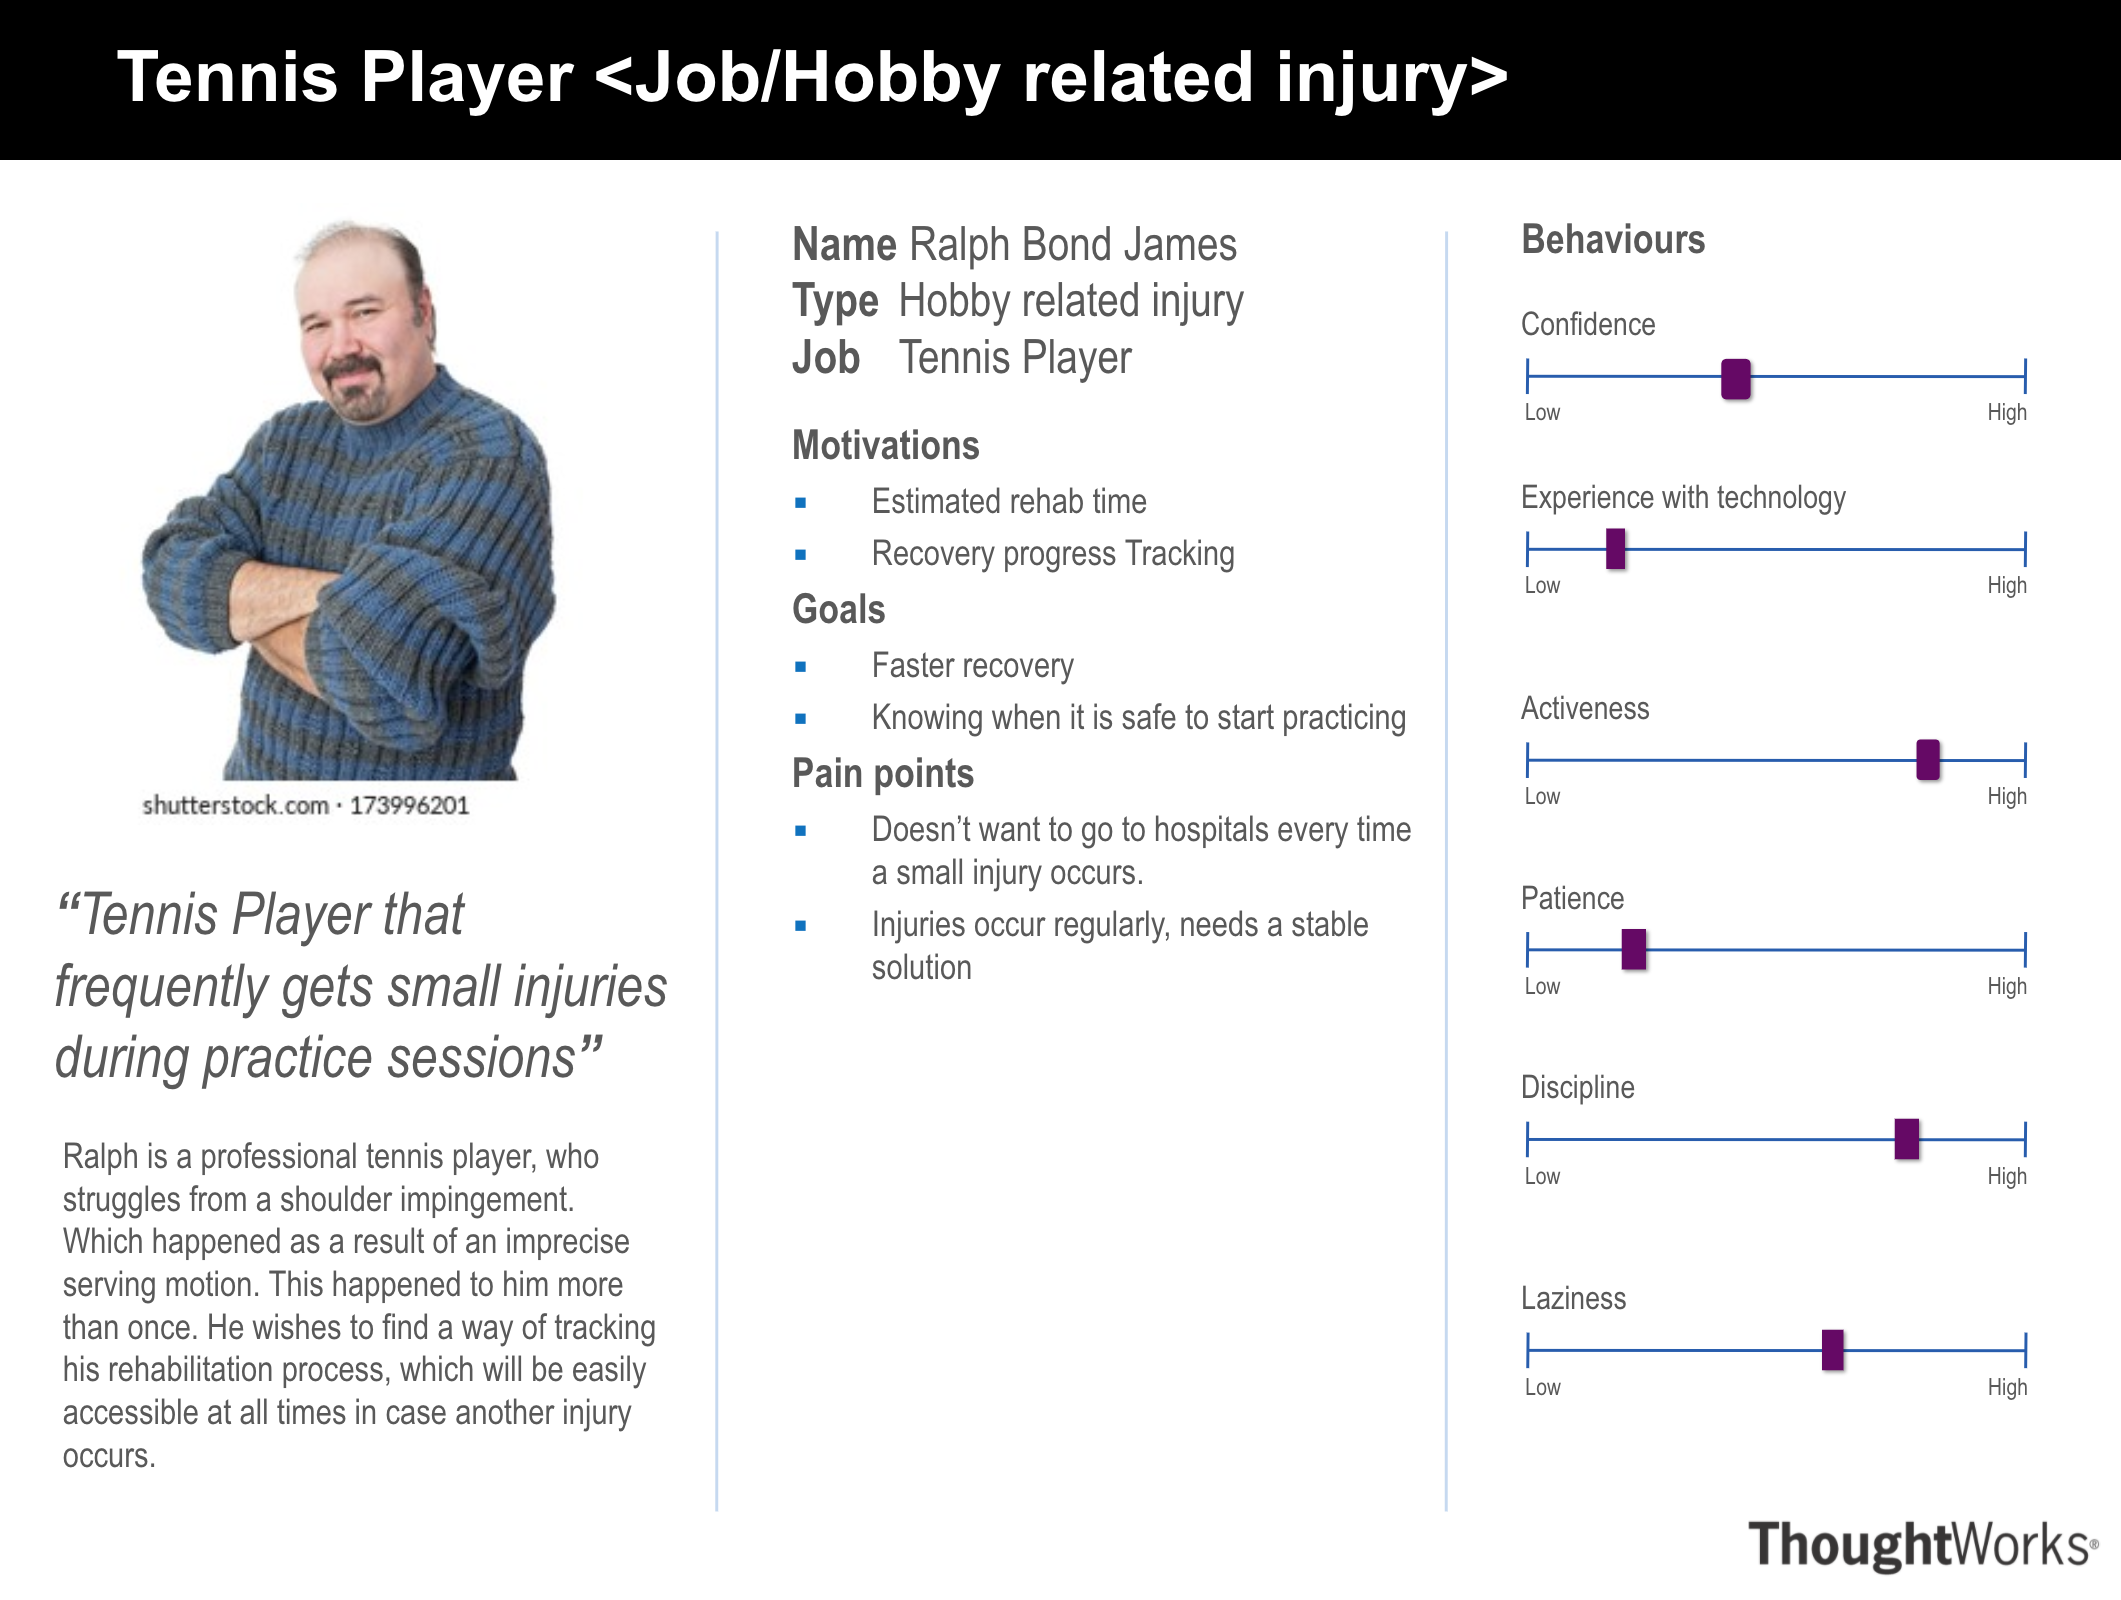 Tennis Player <Job/Hobby related injury>
shutterstock.com · 173996201
“Tennis Player that
frequently gets small injuries
during practice sessions”
Ralph is a professional tennis player, who
struggles from a shoulder impingement.
Which happened as a result of an imprecise
serving motion. This happened to him more
than once. He wishes to find a way of tracking
his rehabilitation process, which will be easily
accessible at all times in case another injury
occurs.
Name Ralph Bond James
Type Hobby related injury
Job Tennis Player
Motivations
▪ Estimated rehab time
▪ Recovery progress Tracking
Goals
▪ Faster recovery
▪ Knowing when it is safe to start practicing
Pain points
▪ Doesn’t want to go to hospitals every time
a small injury occurs.
▪ Injuries occur regularly, needs a stable
solution
Behaviours
Confidence
Low High
Experience with technology
Low High
Activeness
Low High
Patience
Low High
Discipline
Low High
Laziness
Low High
ThoughtWorks®